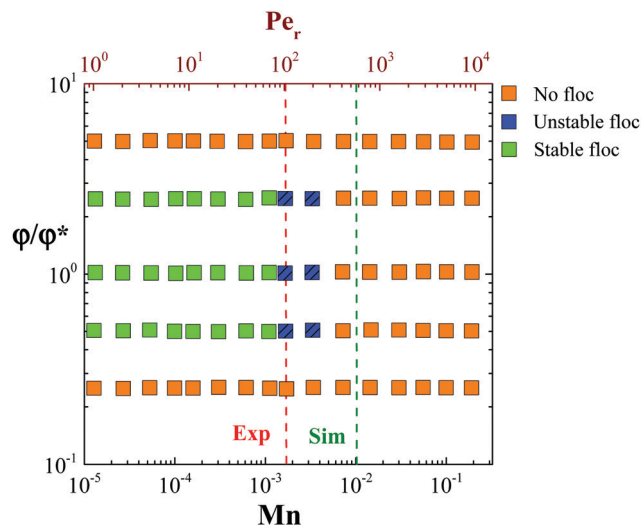 Pe_r
10^0 10^1 10^2 10^3 10^4
10^1
No floc
Unstable floc
Stable floc
φ/φ*
10^0
Exp Sim
10^-1
10^-5 10^-4 10^-3 10^-2 10^-1
Mn